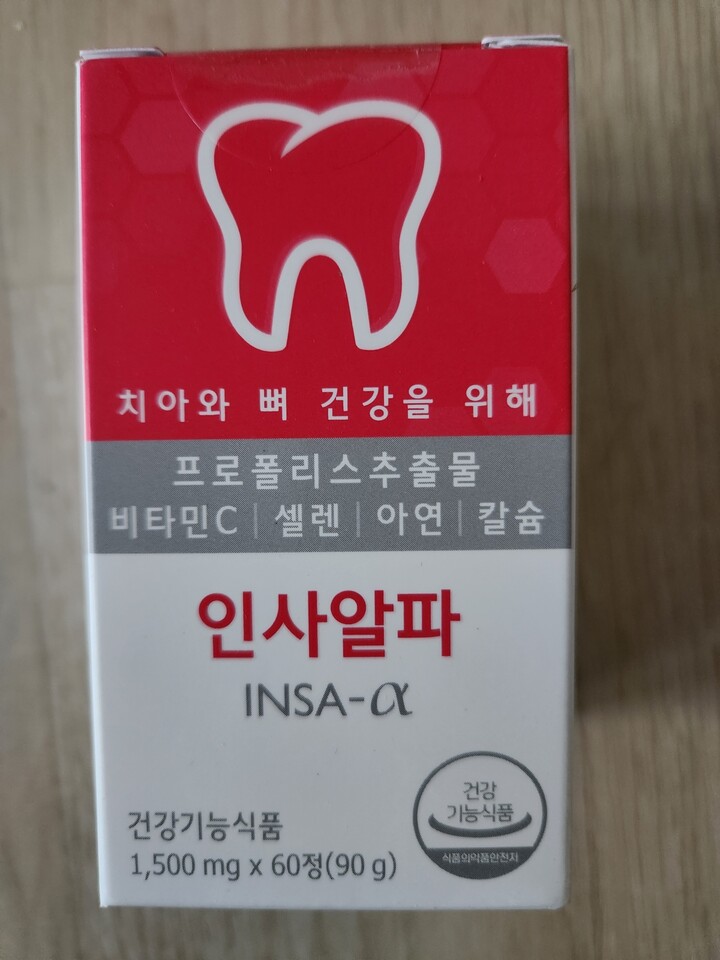 치아와 뼈 건강을 위해
프로폴리스추출물
비타민C | 셀렌 | 아연 | 칼슘
인사알파
INSA-α
건강기능식품
1,500 mg x 60정(90 g)
건강
기능식품
식품의약품안전처